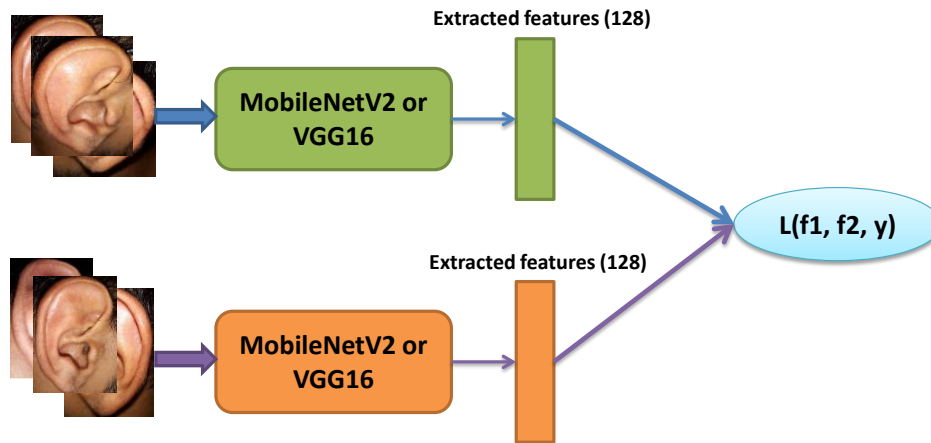 Extracted features (128)
MobileNetV2 or
VGG16
L(f1, f2, y)
Extracted features (128)
MobileNetV2 or
VGG16